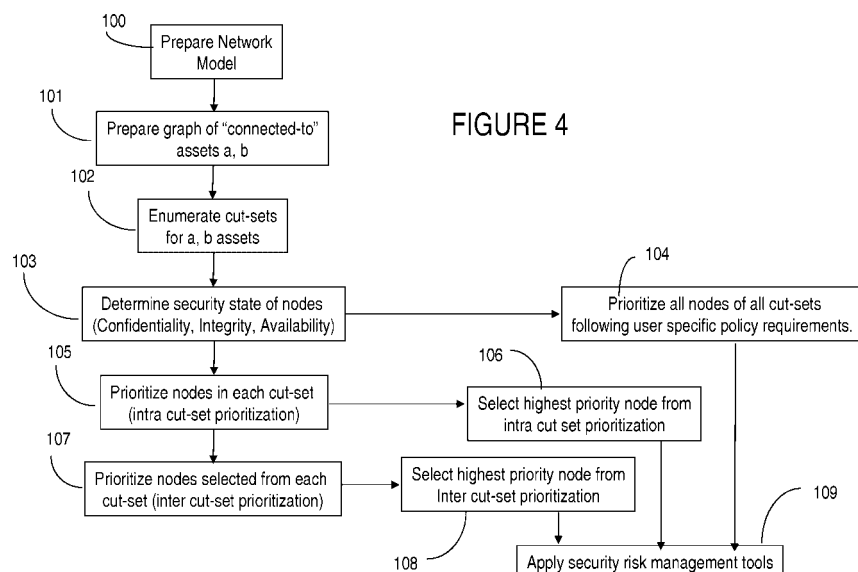 100
Prepare Network
Model
101
Prepare graph of “connected-to”
assets a, b
FIGURE 4
102
Enumerate cut-sets
for a, b assets
103
Determine security state of nodes
(Confidentiality, Integrity, Availability)
104
Prioritize all nodes of all cut-sets
following user specific policy requirements.
105
Prioritize nodes in each cut-set
(intra cut-set prioritization)
106
Select highest priority node from
intra cut set prioritization
107
Prioritize nodes selected from each
cut-set (inter cut-set prioritization)
Select highest priority node from
Inter cut-set prioritization
108
109
Apply security risk management tools